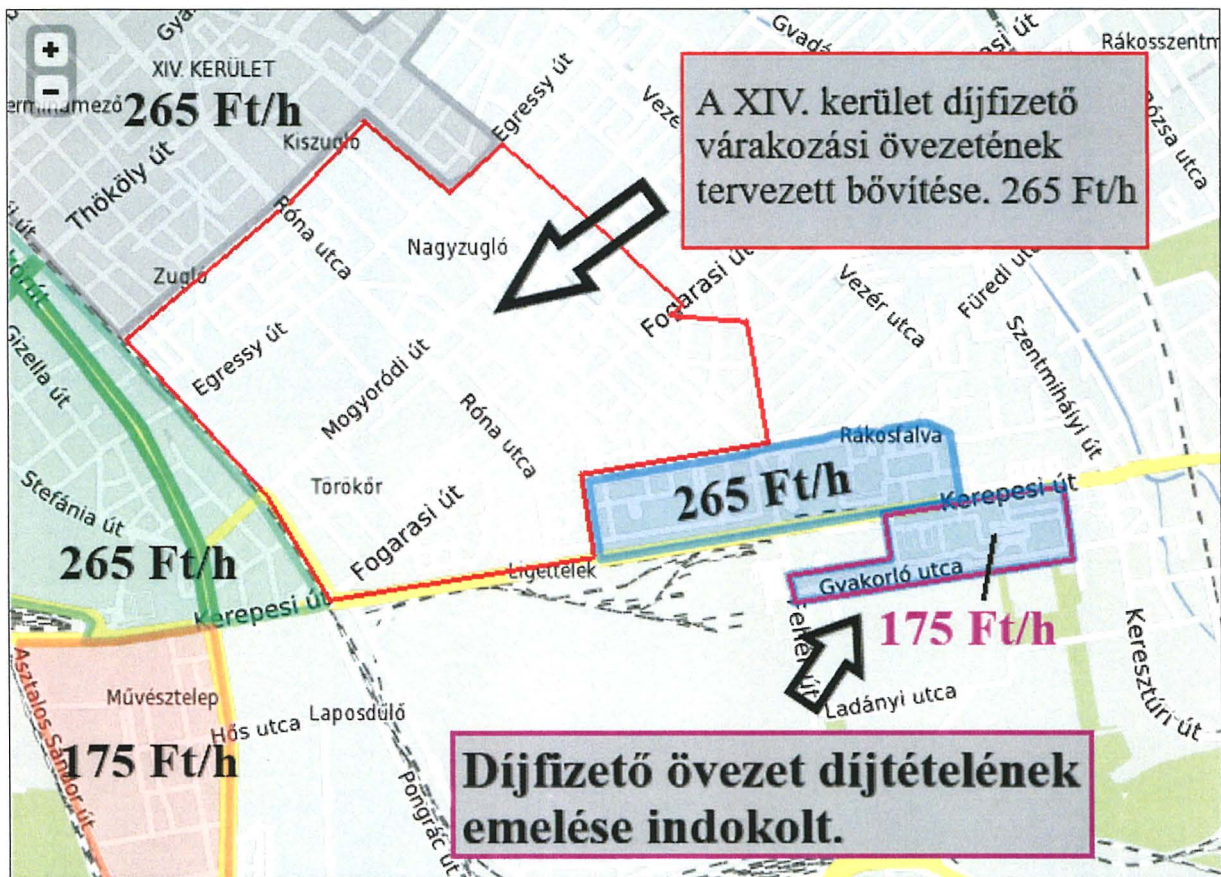 +
−
XIV. KERÜLET
265 Ft/h
Kiszugló
Thököly út
Zugló
Róna utca
Nagyzugló
Egressy út
Egressy út
Mogyoródi út
Róna utca
Törökőr
Fogarasi út
Fogarasi út
A XIV. kerület díjfizető
várakozási övezetének
tervezett bővítése. 265 Ft/h
Rákosszentm
Rózsa utca
Vezér utca
Füredi utc
Szentmihályi út
Rákosfalva
265 Ft/h
Kerepesi út
Gizella út
Stefánia út
265 Ft/h
Kerepesi út
Ligettelek
Gyakorló utca
175 Ft/h
Ladányi utca
Keresztúri út
Művésztelep
Hős utca
Laposdűlő
175 Ft/h
Asztalos Sándor út
Pongrác út
Díjfizető övezet díjtételének
emelése indokolt.